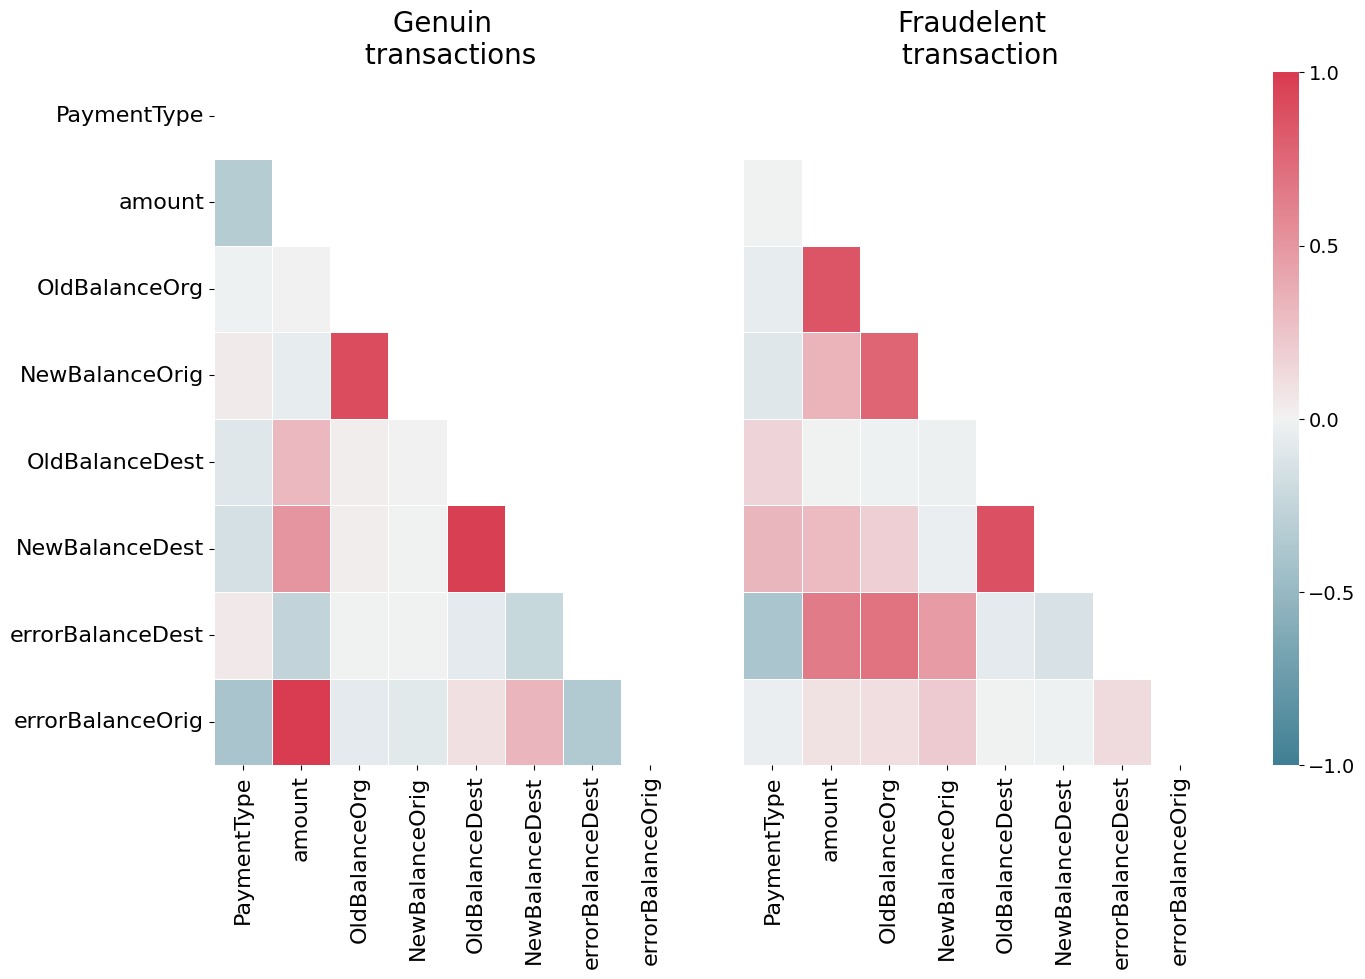 Genuin
transactions
Fraudelent
transaction
PaymentType
amount
OldBalanceOrg
NewBalanceOrig
OldBalanceDest
NewBalanceDest
errorBalanceDest
errorBalanceOrig
PaymentType
amount
OldBalanceOrg
NewBalanceOrig
OldBalanceDest
NewBalanceDest
errorBalanceDest
errorBalanceOrig
PaymentType
amount
OldBalanceOrg
NewBalanceOrig
OldBalanceDest
NewBalanceDest
errorBalanceDest
errorBalanceOrig
1.0
0.5
0.0
−0.5
−1.0